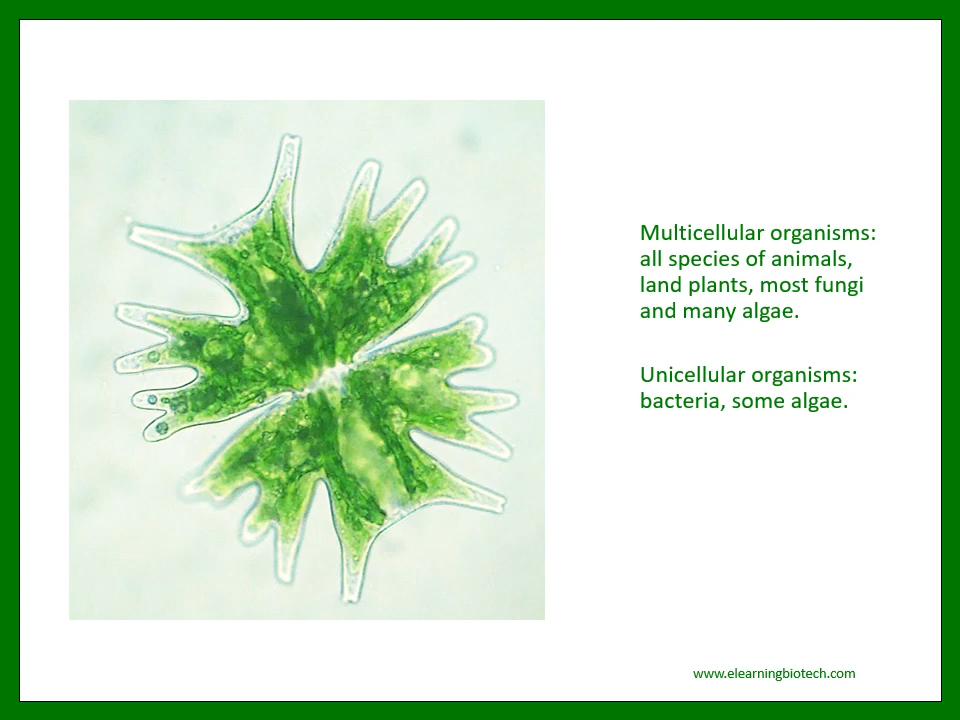 Multicellular organisms:
all species of animals,
land plants, most fungi
and many algae.
Unicellular organisms:
bacteria, some algae.
www.elearningbiotech.com